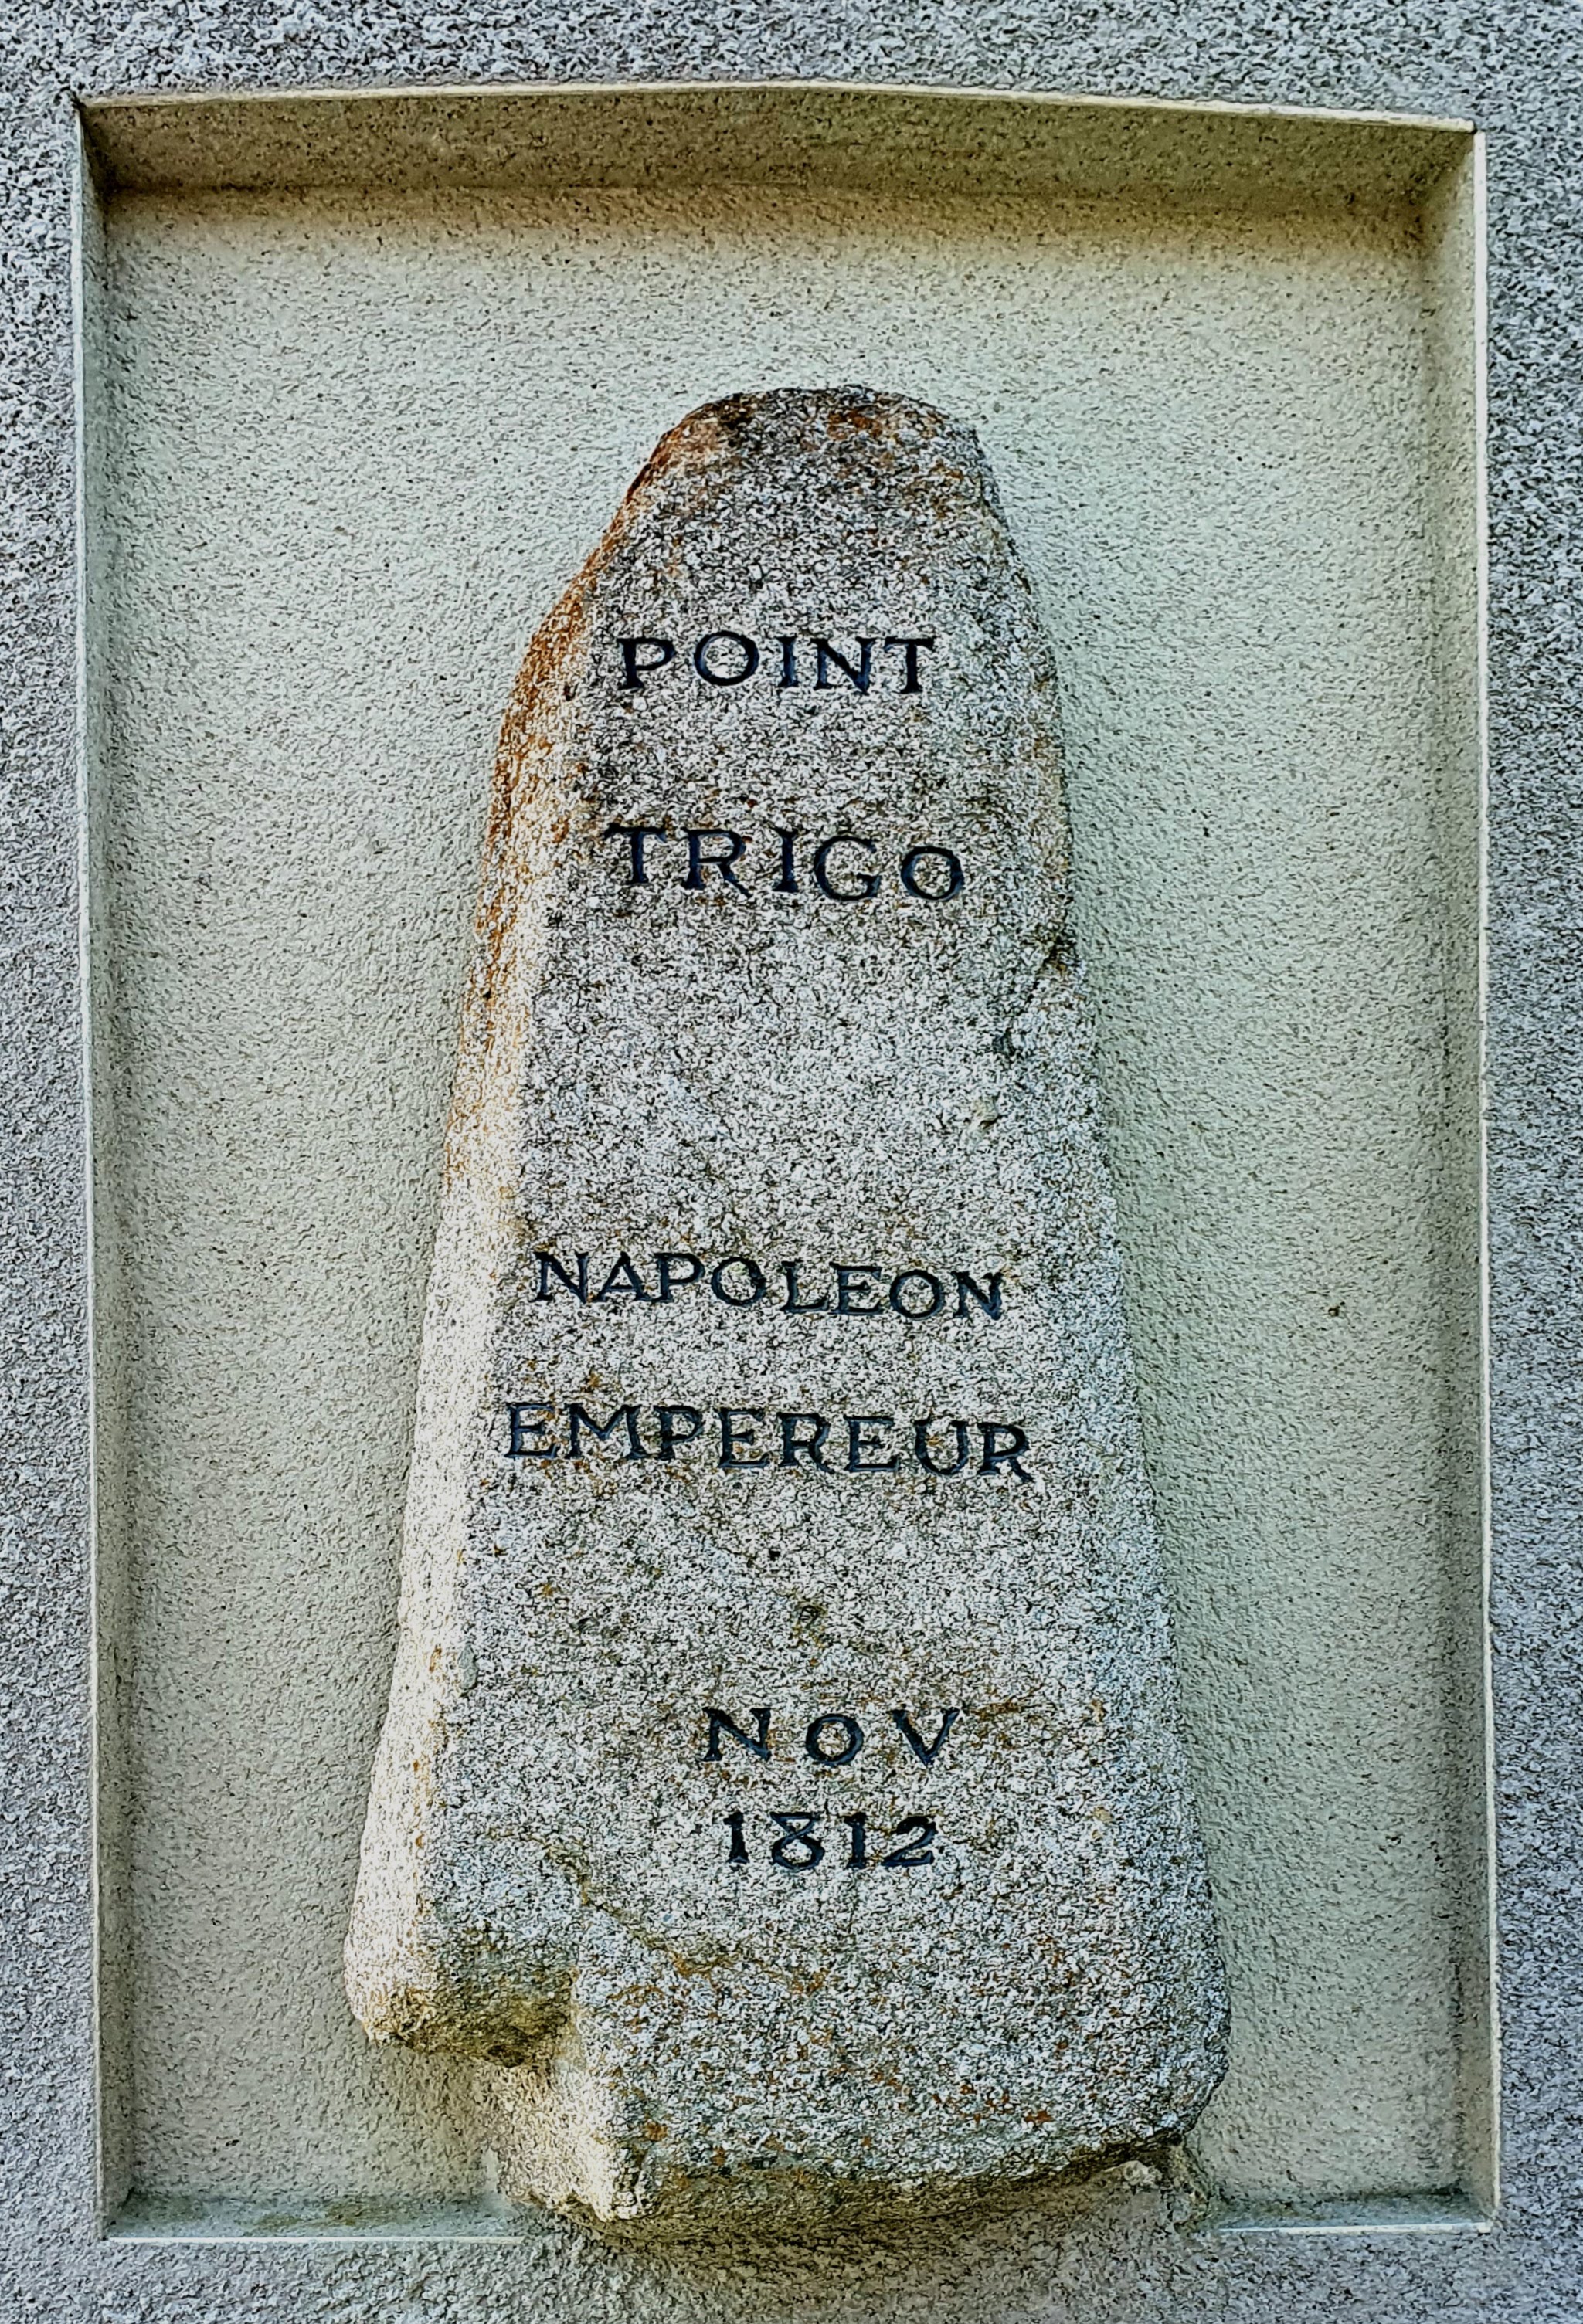 POINT
TRIGO
NAPOLEON
EMPEREUR
NOV
1812